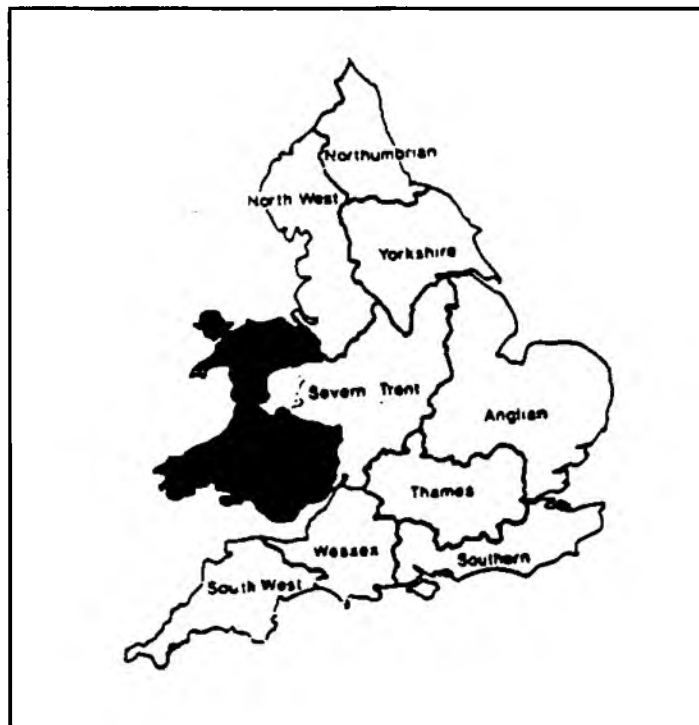 Northumbrian
North West
Yorkshire
Severn Trent
Anglian
Thames
Wessex
Southern
South West